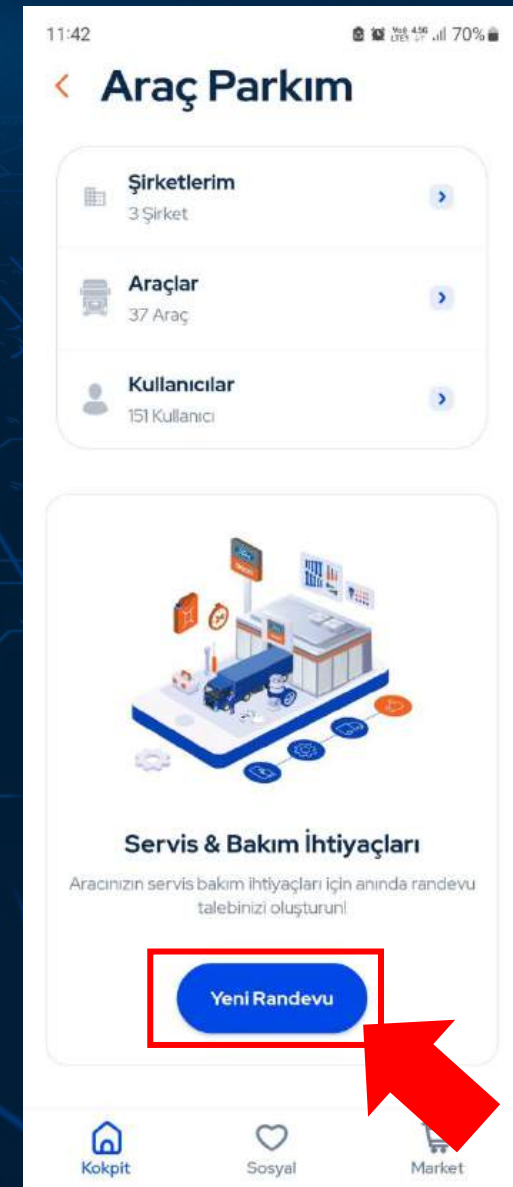 11:42
70%
Araç Parkım
Şirketlerim
3 Şirket
Araçlar
37 Araç
Kullanıcılar
151 Kullanıcı
Servis & Bakım İhtiyaçları
Aracınızın servis bakım ihtiyaçları için anında randevu
talebinizi oluşturun!
Yeni Randevu
Kokpit
Sosyal
Market